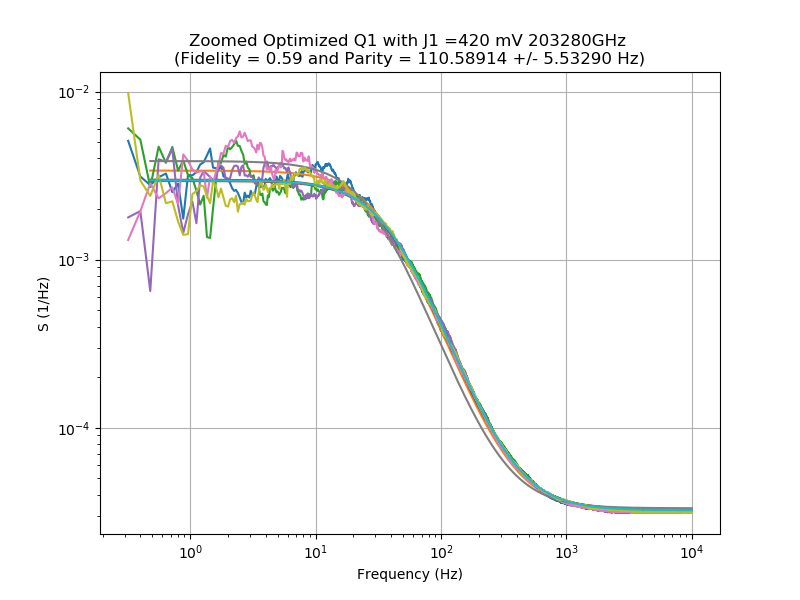 Zoomed Optimized Q1 with J1 =420 mV 203280GHz
(Fidelity = 0.59 and Parity = 110.58914 +/- 5.53290 Hz)
S (1/Hz)
10⁻²
10⁻³
10⁻⁴
10⁰ 10¹ 10² 10³ 10⁴
Frequency (Hz)